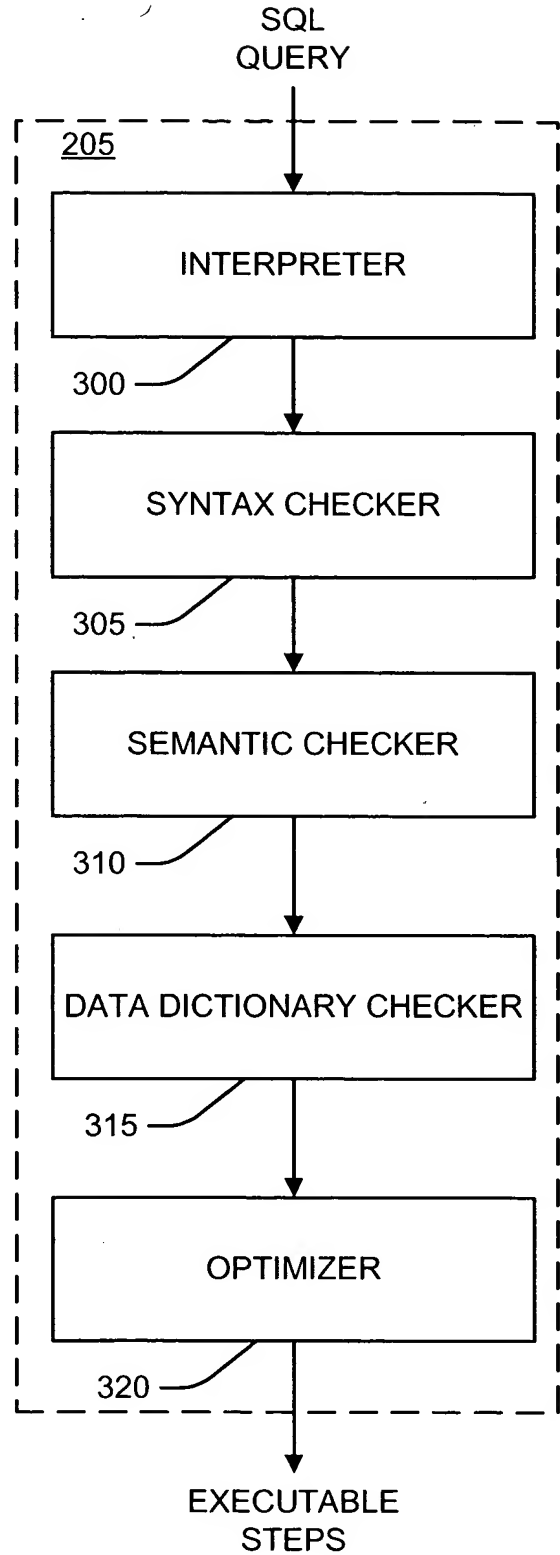 SQL
QUERY
205
INTERPRETER
300
SYNTAX CHECKER
305
SEMANTIC CHECKER
310
DATA DICTIONARY CHECKER
315
OPTIMIZER
320
EXECUTABLE
STEPS